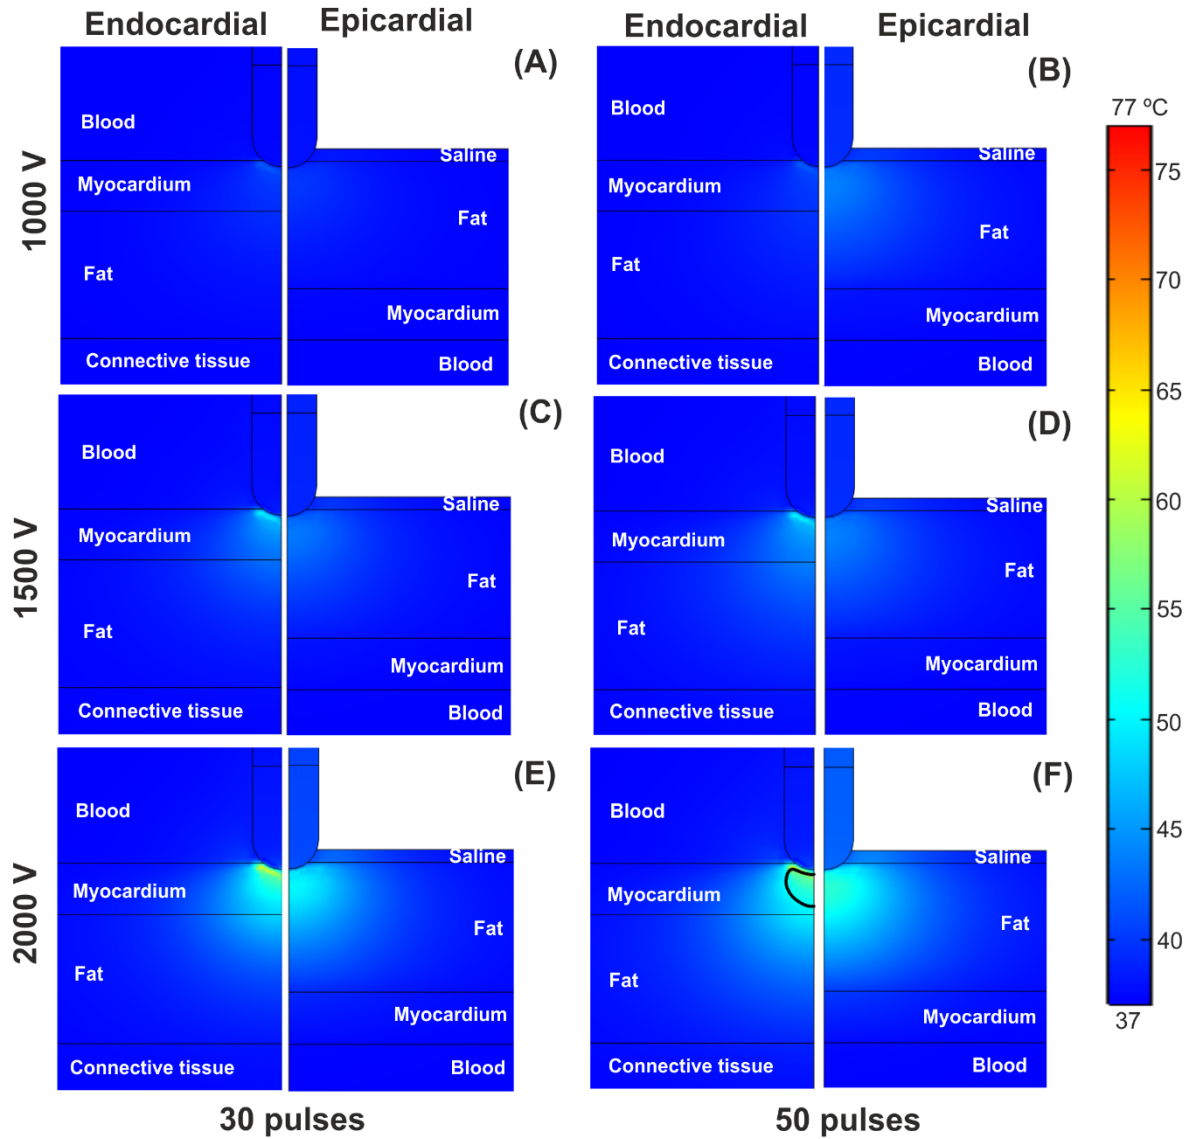 Endocardial Epicardial
Endocardial Epicardial
(A)
(B)
77 ºC
1000 V
Blood
Saline
Myocardium
Fat
Fat
Myocardium
Connective tissue
Blood
Blood
Saline
Myocardium
Fat
Fat
Myocardium
Connective tissue
Blood
75
70
65
60
55
50
45
40
37
(C)
(D)
1500 V
Blood
Saline
Myocardium
Fat
Fat
Myocardium
Connective tissue
Blood
Blood
Saline
Myocardium
Fat
Fat
Myocardium
Connective tissue
Blood
(E)
(F)
2000 V
Blood
Saline
Myocardium
Fat
Fat
Myocardium
Connective tissue
Blood
Blood
Saline
Myocardium
Fat
Fat
Myocardium
Connective tissue
Blood
30 pulses
50 pulses